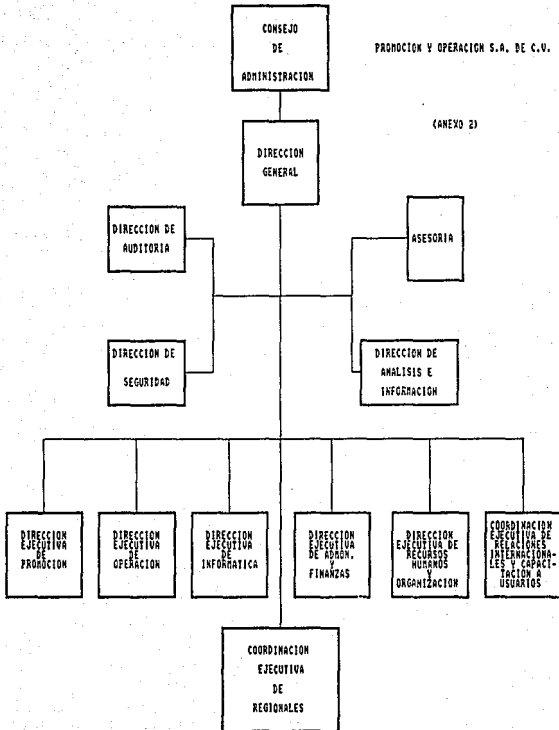 CONSEJO
DE
ADMINISTRACION
PROMOCION Y OPERACION S.A. DE C.V.
(ANEXO 2)
DIRECCION
GENERAL
DIRECCION DE
AUDITORIA
ASESORIA
DIRECCION DE
SEGURIDAD
DIRECCION DE
ANALISIS E
INFORMACION
DIRECCION
EJECUTIVA
DE
PROMOCION
DIRECCION
EJECUTIVA
DE
OPERACION
DIRECCION
EJECUTIVA
DE
INFORMATICA
DIRECCION
EJECUTIVA
DE ADMON.
Y
FINANZAS
DIRECCION
EJECUTIVA DE
RECURSOS
HUMANOS
Y
ORGANIZACION
COORDINACION
EJECUTIVA DE
RELACIONES
INTERNACIONA-
LES Y CAPACI-
TACION A
USUARIOS
COORDINACION
EJECUTIVA
DE
REGIONALES